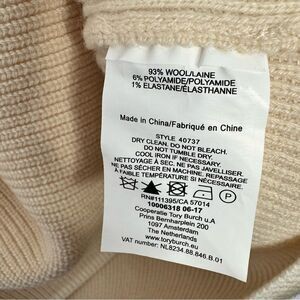 93% WOOL/LAINE
6% POLYAMIDE/POLYAMIDE
1% ELASTANE/ÉLASTHANNE
Made in China/Fabriqué en Chine
STYLE 40737
DRY CLEAN. DO NOT BLEACH.
DO NOT TUMBLE DRY.
COOL IRON IF NECESSARY.
NETTOYAGE À SEC. NE PAS JAVELLISER.
NE PAS SÉCHER EN MACHINE. REPASSAGE
À FAIBLE TEMPÉRATURE SI NÉCESSAIRE.
P
RN#111395/CA 57014
10006318 06-17
Cooperatie Tory Burch u.A
Prins Bernhardplein 200
1097 Amsterdam
The Netherlands
www.toryburch.eu
VAT number: NL8234.88.846.B.01